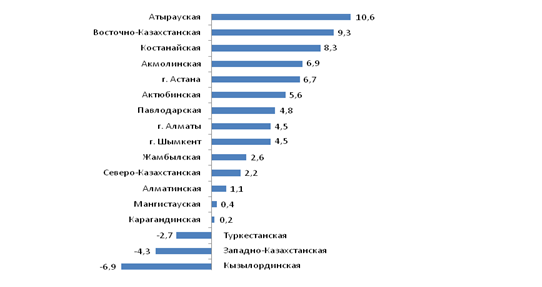 Атырауская 10,6
Восточно-Казахстанская 9,3
Костанайская 8,3
Акмолинская 6,9
г. Астана 6,7
Актюбинская 5,6
Павлодарская 4,8
г. Алматы 4,5
г. Шымкент 4,5
Жамбылская 2,6
Северо-Казахстанская 2,2
Алматинская 1,1
Мангистауская 0,4
Карагандинская 0,2
-2,7 Туркестанская
-4,3 Западно-Казахстанская
-6,9 Кызылординская